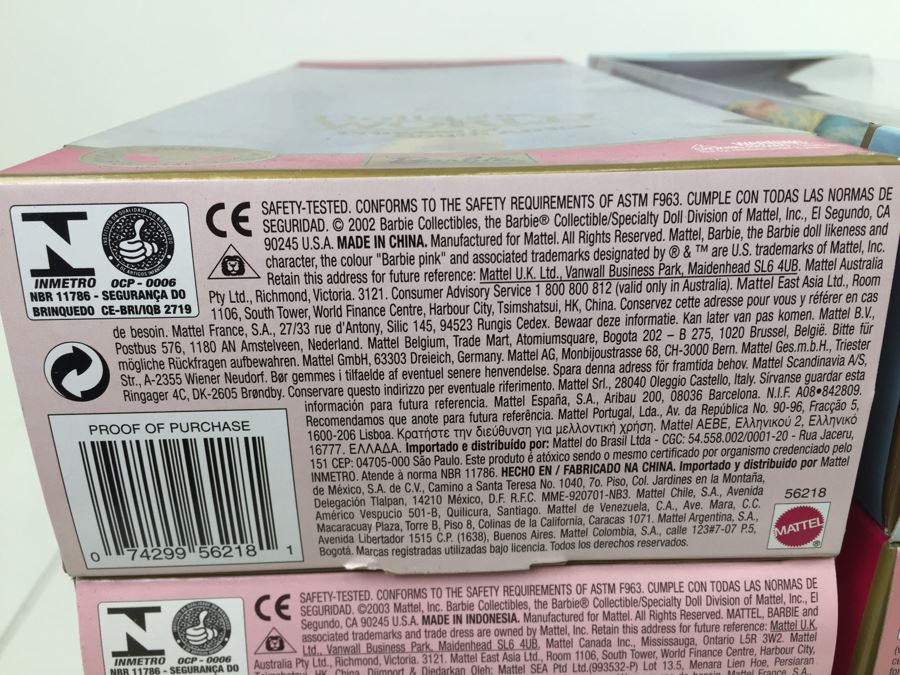 Barbie
INMETRO OCP - 0006
NBR 11786 - SEGURANÇA DO
BRINQUEDO CE-BRI/IQB 2719
CE
SAFETY-TESTED. CONFORMS TO THE SAFETY REQUIREMENTS OF ASTM F963. CUMPLE CON TODAS LAS NORMAS DE
SEGURIDAD. © 2002 Barbie Collectibles, the Barbie® Collectible/Specialty Doll Division of Mattel, Inc., El Segundo, CA
90245 U.S.A. MADE IN CHINA. Manufactured for Mattel. All Rights Reserved. Mattel, Barbie, the Barbie doll likeness and
character, the colour "Barbie pink" and associated trademarks designated by ® & ™ are U.S. trademarks of Mattel, Inc.
Retain this address for future reference: Mattel U.K. Ltd., Vanwall Business Park, Maidenhead SL6 4UB. Mattel Australia
Pty Ltd., Richmond, Victoria. 3121. Consumer Advisory Service 1 800 800 812 (valid only in Australia). Mattel East Asia Ltd., Room
1106, South Tower, World Finance Centre, Harbour City, Tsimshatsui, HK, China. Conservez cette adresse pour vous y référer en cas
de besoin. Mattel France, S.A., 27/33 rue d'Antony, Silic 145, 94523 Rungis Cedex. Bewaar deze informatie. Kan later van pas komen. Mattel B.V.,
Postbus 576, 1180 AN Amstelveen, Nederland. Mattel Belgium, Trade Mart, Atomiumsquare, Bogota 202 – B 275, 1020 Brussel, België. Bitte für
mögliche Rückfragen aufbewahren. Mattel GmbH, 63303 Dreieich, Germany. Mattel AG, Monbijoustrasse 68, CH-3000 Bern. Mattel Ges.m.b.H., Triester
Str., A-2355 Wiener Neudorf. Bør gemmes i tilfaelde af eventuel senere henvendelse. Spara denna adress för framtida behov. Mattel Scandinavia A/S,
Ringager 4C, DK-2605 Brøndby. Conservare questo indirizzo per eventuale riferimento. Mattel Srl., 28040 Oleggio Castello, Italy. Sírvanse guardar esta
información para futura referencia. Mattel España, S.A., Aribau 200, 08036 Barcelona. N.I.F. A08•842809.
Recomendamos que anote para futura referência. Mattel Portugal, Lda., Av. da República No. 90-96, Fracção 5,
1600-206 Lisboa. Κρατήστε την διεύθυνση για μελλοντική χρήση. Mattel AEBE, Ελληνικού 2, Ελληνικό
16777. ΕΛΛΑΔΑ. Importado e distribuido por: Mattel do Brasil Ltda - CGC: 54.558.002/0001-20 - Rua Jaceru,
151 CEP: 04705-000 São Paulo. Este produto é atóxico sendo o mesmo certificado por organismo credenciado pelo
INMETRO. Atende à norma NBR 11786. HECHO EN / FABRICADO NA CHINA. Importado y distribuido por Mattel
de México, S.A. de C.V., Camino a Santa Teresa No. 1040, 7o. Piso, Col. Jardines en la Montaña,
Delegación Tlalpan, 14210 México, D.F. R.F.C. MME-920701-NB3. Mattel Chile, S.A., Avenida
Américo Vespucio 501-B, Quilicura, Santiago. Mattel de Venezuela, C.A., Ave. Mara, C.C.
Macaracuay Plaza, Torre B, Piso 8, Colinas de la California, Caracas 1071. Mattel Argentina, S.A.,
Avenida Libertador 1515 C.P. (1638), Buenos Aires. Mattel Colombia, S.A., calle 123#7-07 P.5,
Bogotá. Marcas registradas utilizadas bajo licencia. Todos los derechos reservados.
PROOF OF PURCHASE
0 74299 56218 1
56218
MATTEL
INMETRO OCP - 0006
NBR 11786 - SEGURANÇA DO
CE
SAFETY-TESTED. CONFORMS TO THE SAFETY REQUIREMENTS OF ASTM F963. CUMPLE CON TODAS LAS NORMAS DE
SEGURIDAD. ©2003 Mattel, Inc. Barbie Collectibles, the Barbie® Collectible/Specialty Doll Division of Mattel, Inc., El
Segundo, CA 90245 U.S.A. MADE IN INDONESIA. Manufactured for Mattel. All Rights Reserved. MATTEL, BARBIE and
associated trademarks and trade dress are owned by Mattel, Inc. Retain this address for future reference: Mattel U.K.
Ltd., Vanwall Business Park, Maidenhead SL6 4UB. Mattel Canada Inc., Mississauga, Ontario L5R 3W2. Mattel
Australia Pty Ltd., Richmond, Victoria. 3121. Mattel East Asia Ltd., Room 1106, South Tower, World Finance Centre, Harbour City,
HK, China. Diimport & Diedarkan Oleh: Mattel SEA Ptd Ltd.(993532-P) Lot 13.5, Menara Lien Hoe, Persiaran